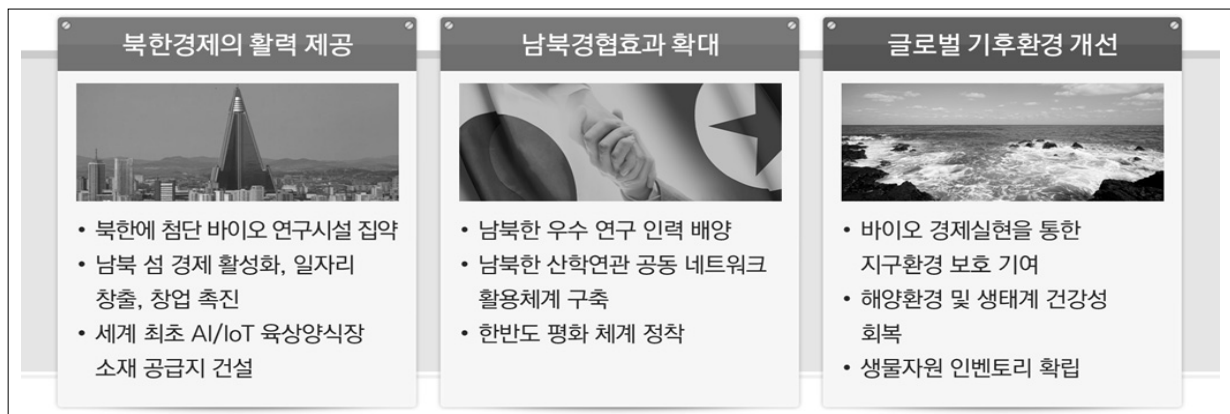 북한경제의 활력 제공
• 북한에 첨단 바이오 연구시설 집약
• 남북 섬 경제 활성화, 일자리
창출, 창업 촉진
• 세계 최초 AI/IoT 육상양식장
소재 공급지 건설
남북경협효과 확대
• 남북한 우수 연구 인력 배양
• 남북한 산학연관 공동 네트워크
활용체계 구축
• 한반도 평화 체계 정착
글로벌 기후환경 개선
• 바이오 경제실현을 통한
지구환경 보호 기여
• 해양환경 및 생태계 건강성
회복
• 생물자원 인벤토리 확립